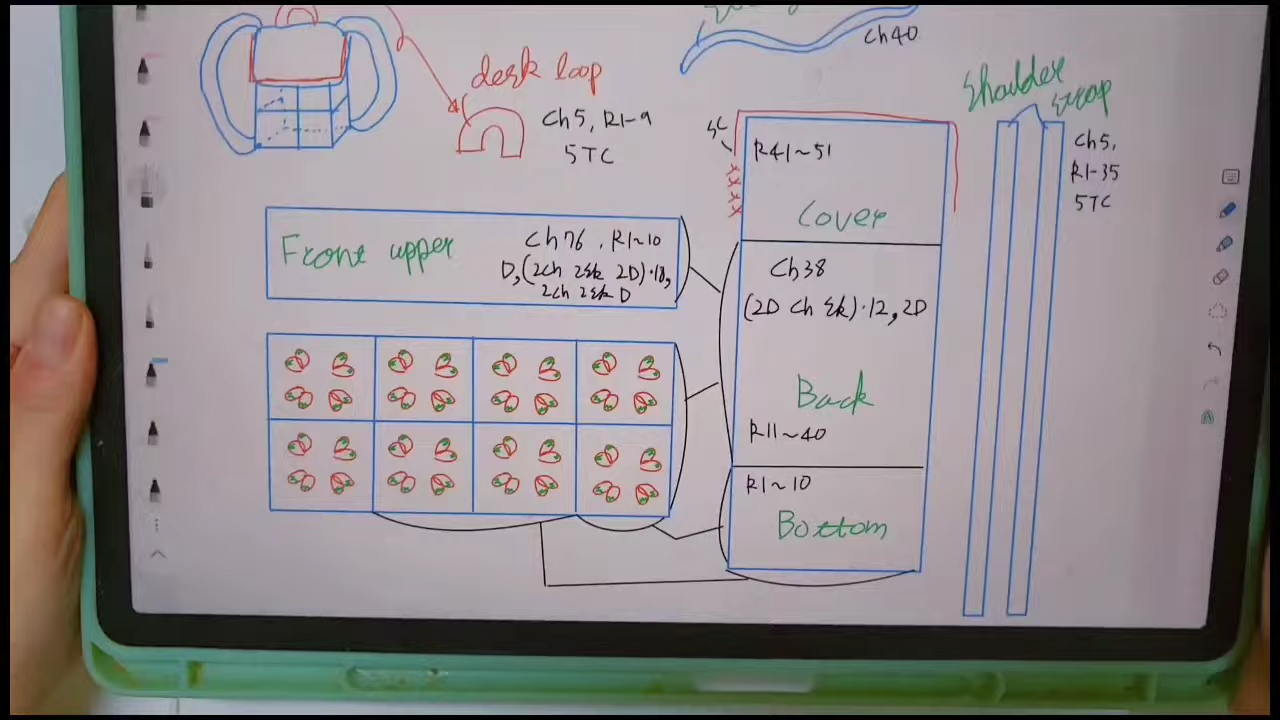 Ch40
desk loop
Ch5, R1-9
5TC
Shoulder
strap
Ch5,
R1-35
5TC
SC
R41~51
Cover
Front upper
Ch76, R1~10
D,(2Ch 2sk 2D)·18,
2Ch 2sk D
Ch38
(2D Ch sk)·12,2D
Back
R11~40
R1~10
Bottom